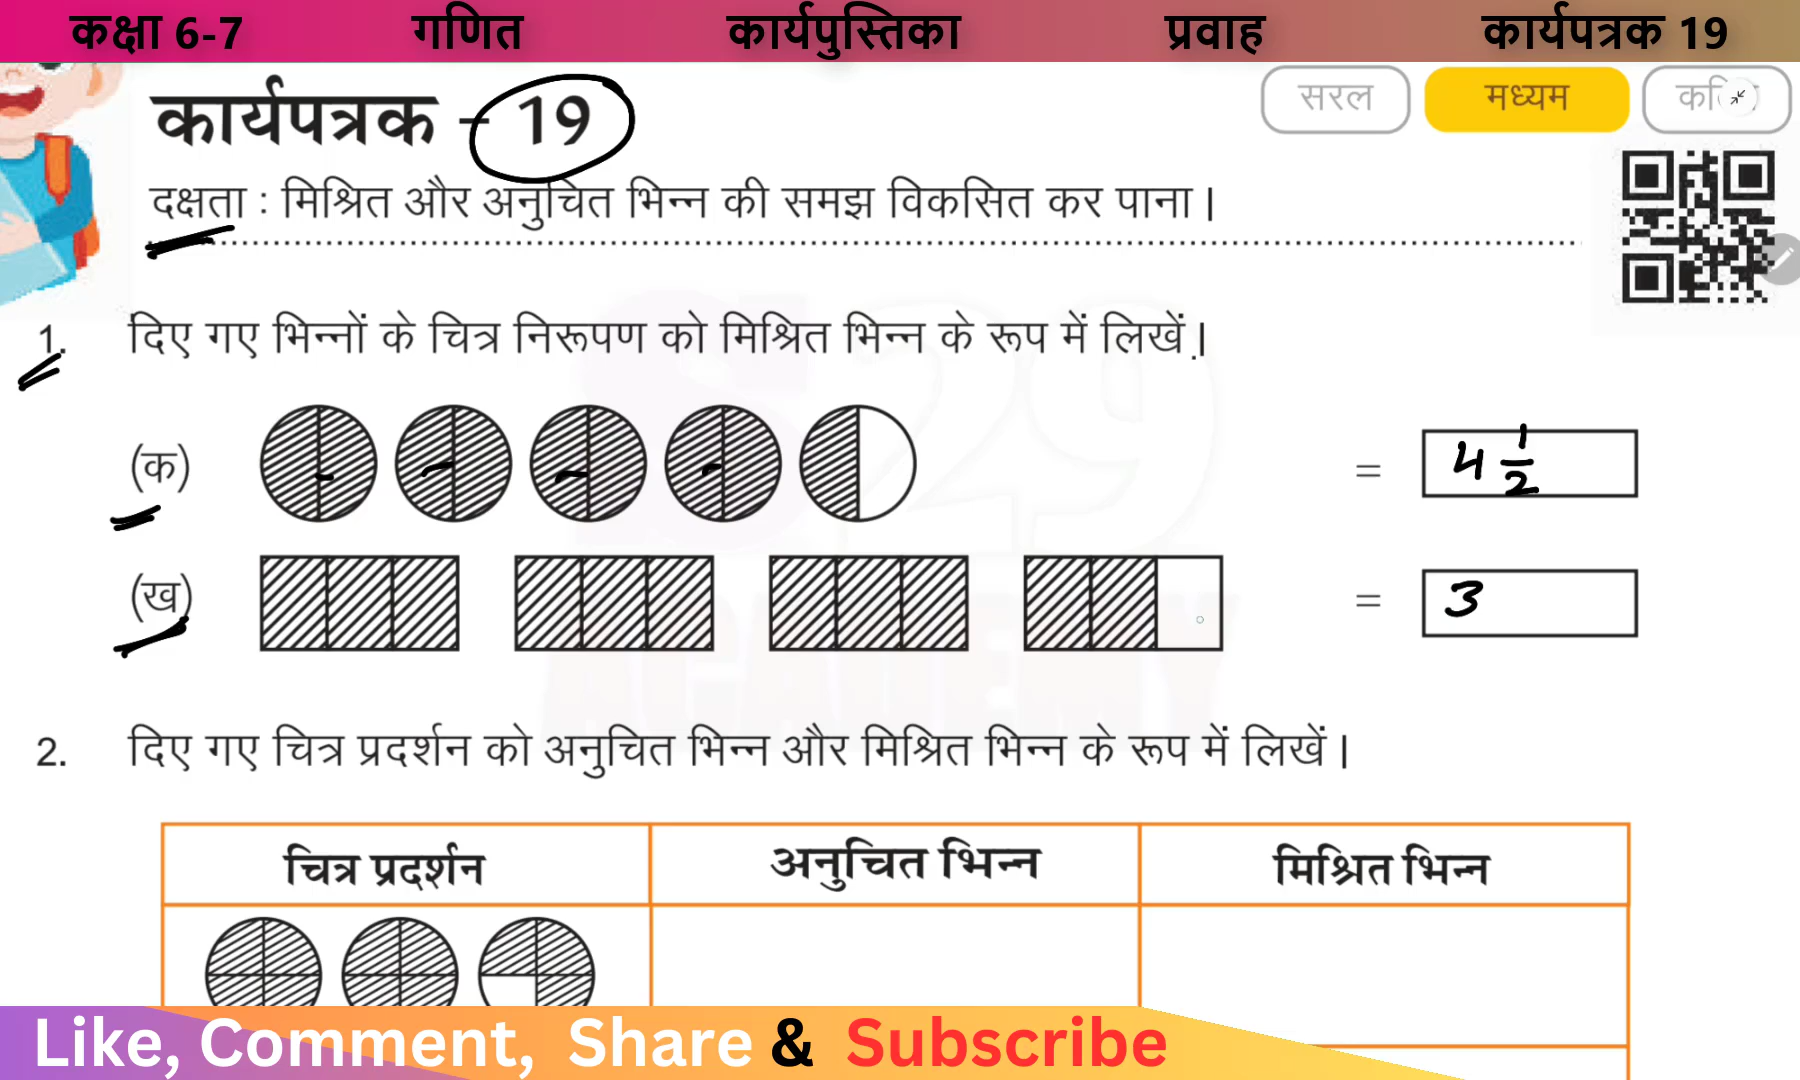 कक्षा 6-7 गणित कार्यपुस्तिका प्रवाह कार्यपत्रक 19
कार्यपत्रक - 19
सरल मध्यम
दक्षता : मिश्रित और अनुचित भिन्न की समझ विकसित कर पाना।
1. दिए गए भिन्नों के चित्र निरूपण को मिश्रित भिन्न के रूप में लिखें।
(क) = 4 1/2
(ख) = 3
2. दिए गए चित्र प्रदर्शन को अनुचित भिन्न और मिश्रित भिन्न के रूप में लिखें।
चित्र प्रदर्शन अनुचित भिन्न मिश्रित भिन्न
29
ACADEMY
Like, Comment, Share & Subscribe